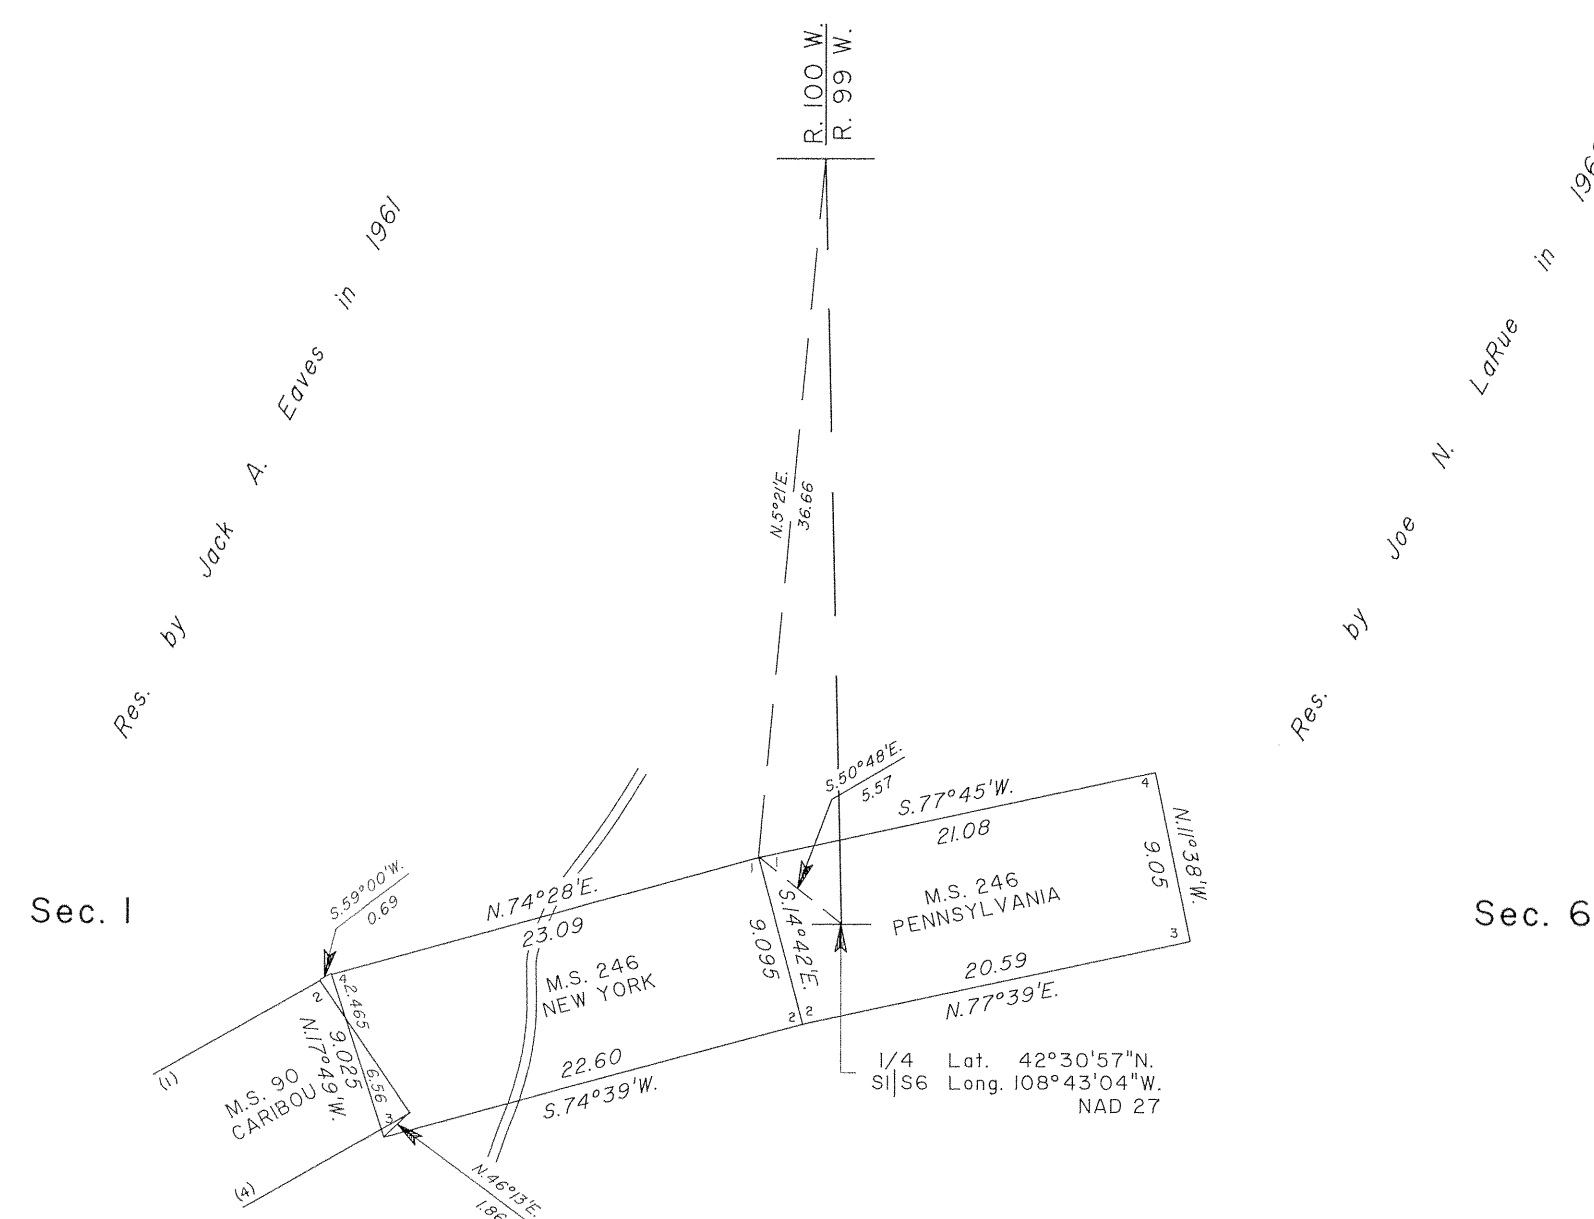 R. 100 W.
R. 99 W.
Res. by Jack A. Eaves in 1961
Res. by Joe N. LaRue in
N.5°21'E.
36.66
S.50°48'E.
5.57
S.77°45'W.
21.08
4
N.11°38'W.
9.05
M.S. 246
PENNSYLVANIA
3
20.59
N.77°39'E.
1
1
S.14°42'E.
9.095
2
2
Sec. 1
Sec. 6
S.59°00'W.
0.69
N.74°28'E.
23.09
M.S. 246
NEW YORK
22.60
S.74°39'W.
2
4
2.465
9.025
N.17°49'W.
6.56
3
(1)
M.S. 90
CARIBOU
(4)
N.46°13'E.
1.86
1/4 Lat. 42°30'57"N.
S1|S6 Long. 108°43'04"W.
NAD 27